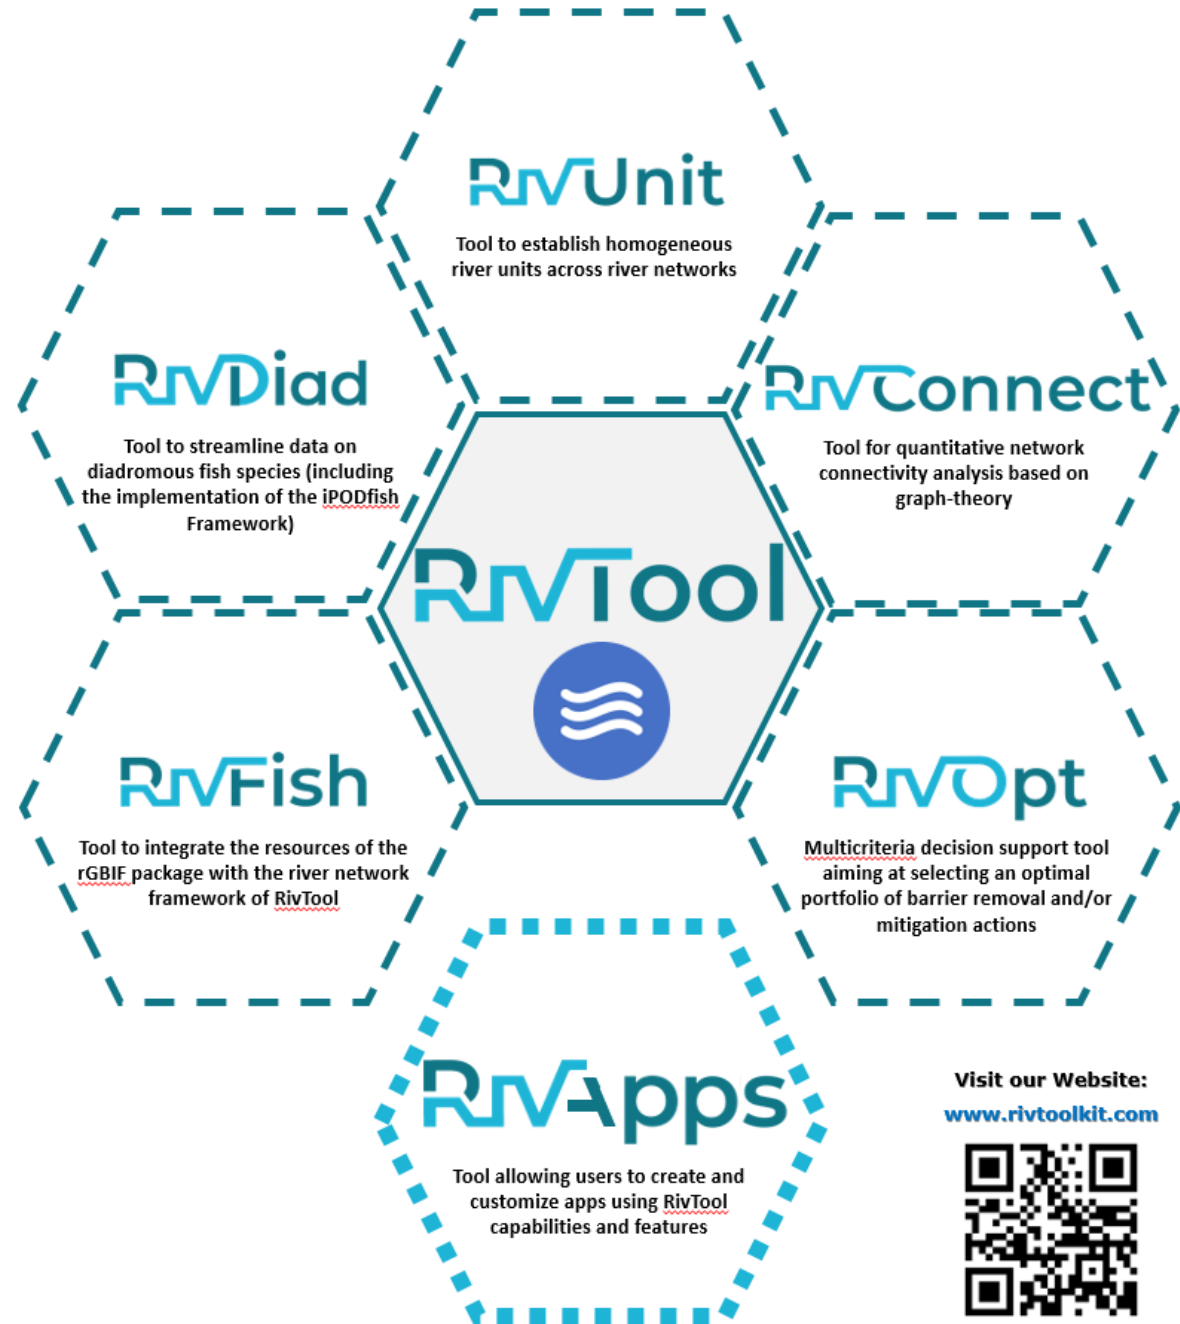 RivUnit
Tool to establish homogeneous
river units across river networks
RivDiad
Tool to streamline data on
diadromous fish species (including
the implementation of the iPODfish
Framework)
RivConnect
Tool for quantitative network
connectivity analysis based on
graph-theory
RivTool
RivFish
Tool to integrate the resources of the
rGBIF package with the river network
framework of RivTool
RivOpt
Multicriteria decision support tool
aiming at selecting an optimal
portfolio of barrier removal and/or
mitigation actions
RivApps
Tool allowing users to create and
customize apps using RivTool
capabilities and features
Visit our Website:
www.rivtoolkit.com